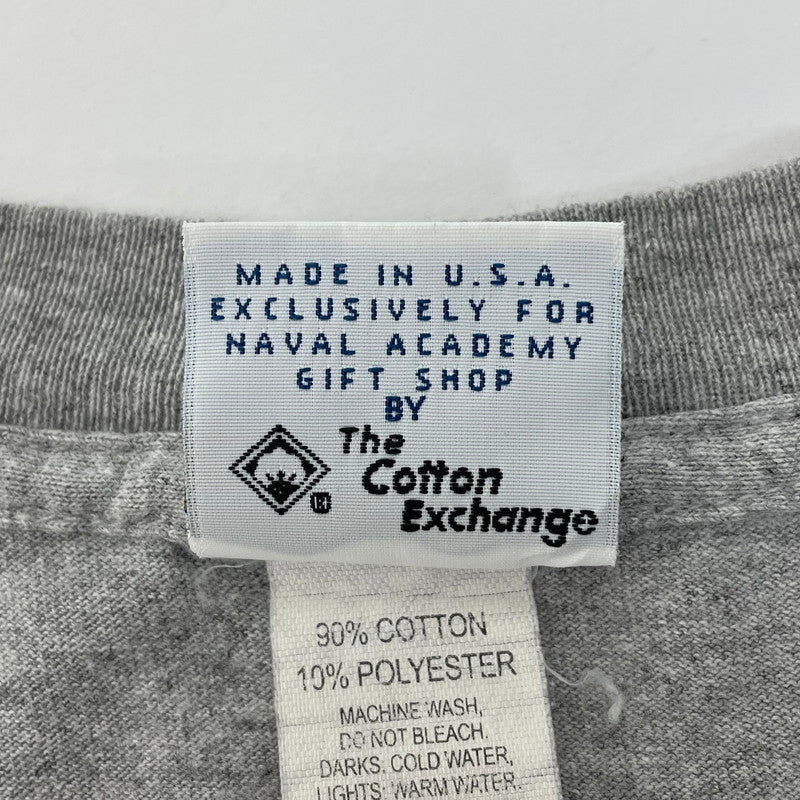 MADE IN U.S.A.
EXCLUSIVELY FOR
NAVAL ACADEMY
GIFT SHOP
BY
The
Cotton
Exchange
®
90% COTTON
10% POLYESTER
MACHINE WASH,
DO NOT BLEACH.
DARKS: COLD WATER,
LIGHTS: WARM WATER.